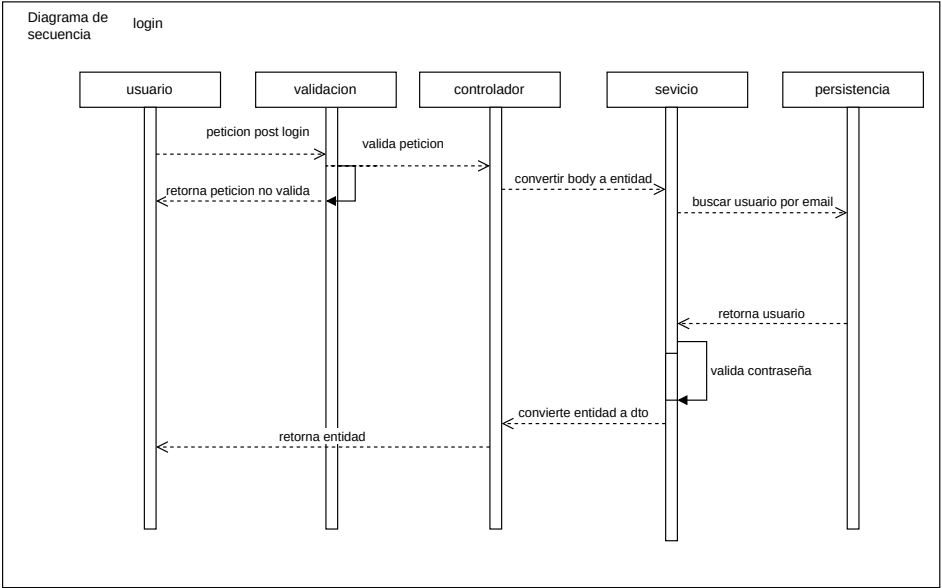 Diagrama de
secuencia
login
usuario
validacion
controlador
sevicio
persistencia
peticion post login
valida peticion
convertir body a entidad
retorna peticion no valida
buscar usuario por email
retorna usuario
valida contraseña
convierte entidad a dto
retorna entidad